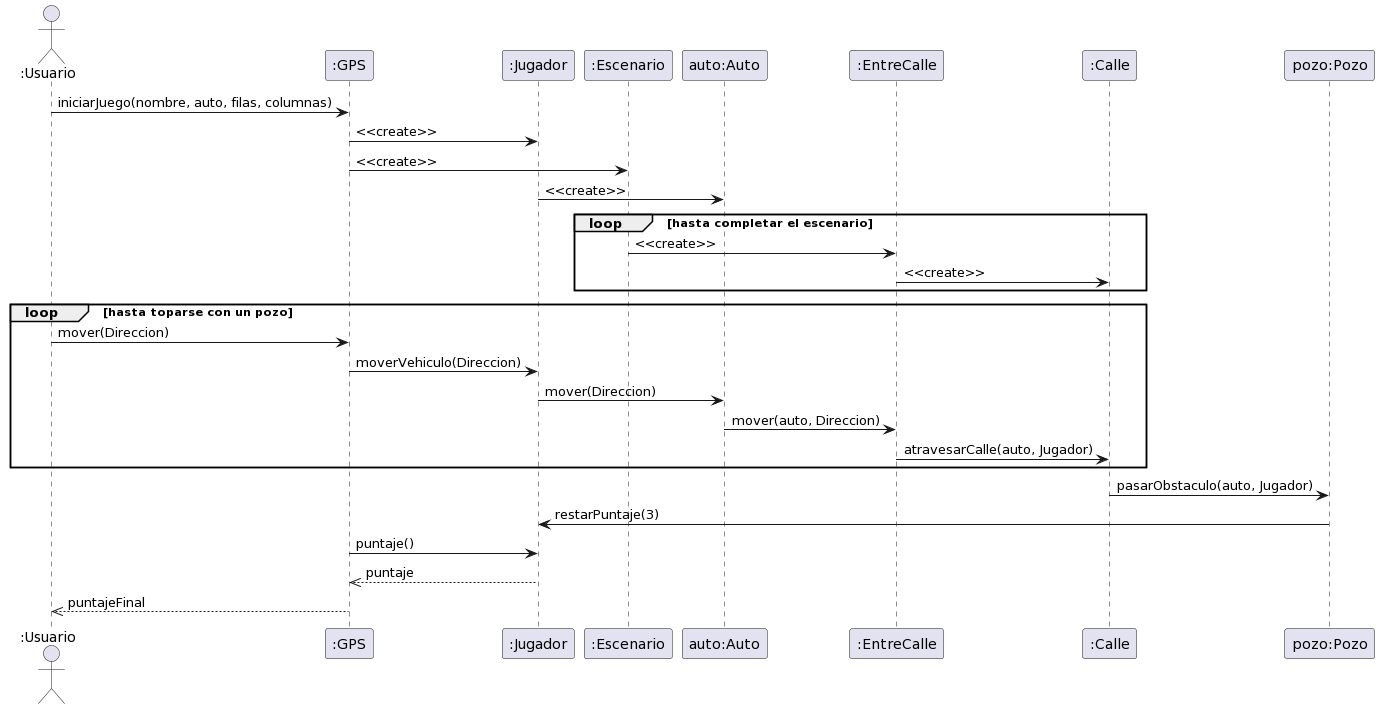 :Usuario
:GPS
:Jugador
:Escenario
auto:Auto
:EntreCalle
:Calle
pozo:Pozo
iniciarJuego(nombre, auto, filas, columnas)
<<create>>
<<create>>
<<create>>
loop
[hasta completar el escenario]
<<create>>
<<create>>
loop
[hasta toparse con un pozo]
mover(Direccion)
moverVehiculo(Direccion)
mover(Direccion)
mover(auto, Direccion)
atravesarCalle(auto, Jugador)
pasarObstaculo(auto, Jugador)
restarPuntaje(3)
puntaje()
puntaje
puntajeFinal
:Usuario
:GPS
:Jugador
:Escenario
auto:Auto
:EntreCalle
:Calle
pozo:Pozo